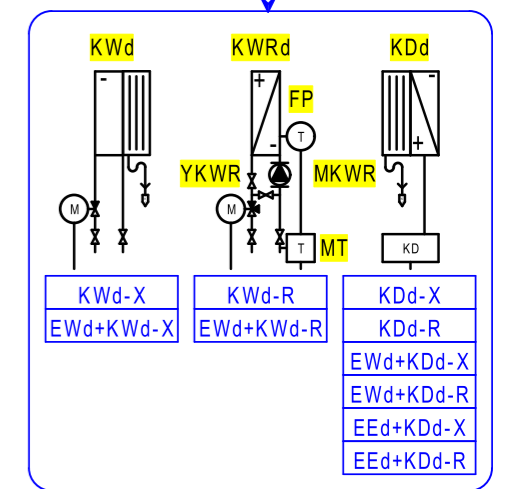 KWd
KWRd
KDd
-
+
-
+
-
FP
T
YKWR
MKWR
M
M
T
MT
KD
KWd-X
EWd+KWd-X
KWd-R
EWd+KWd-R
KDd-X
KDd-R
EWd+KDd-X
EWd+KDd-R
EEd+KDd-X
EEd+KDd-R